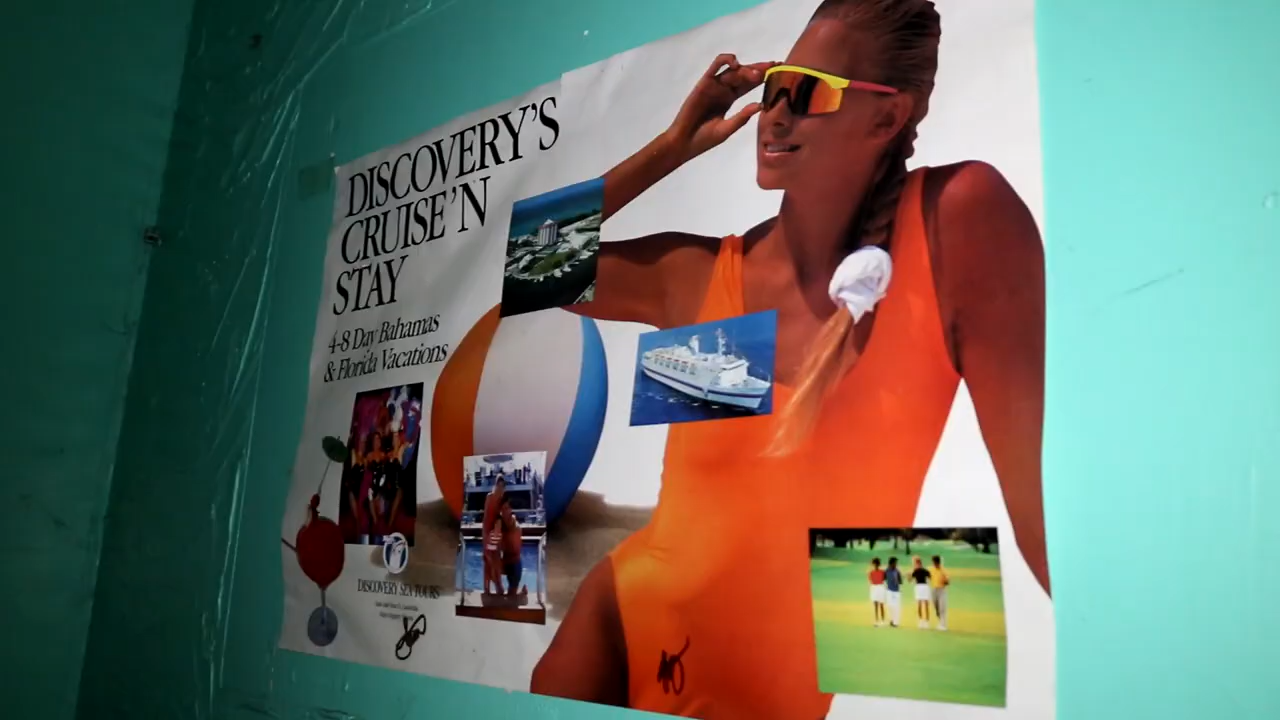 DISCOVERY'S
CRUISE 'N
STAY
4-8 Day Bahamas
& Florida Vacations
DISCOVERY SEA TOURS